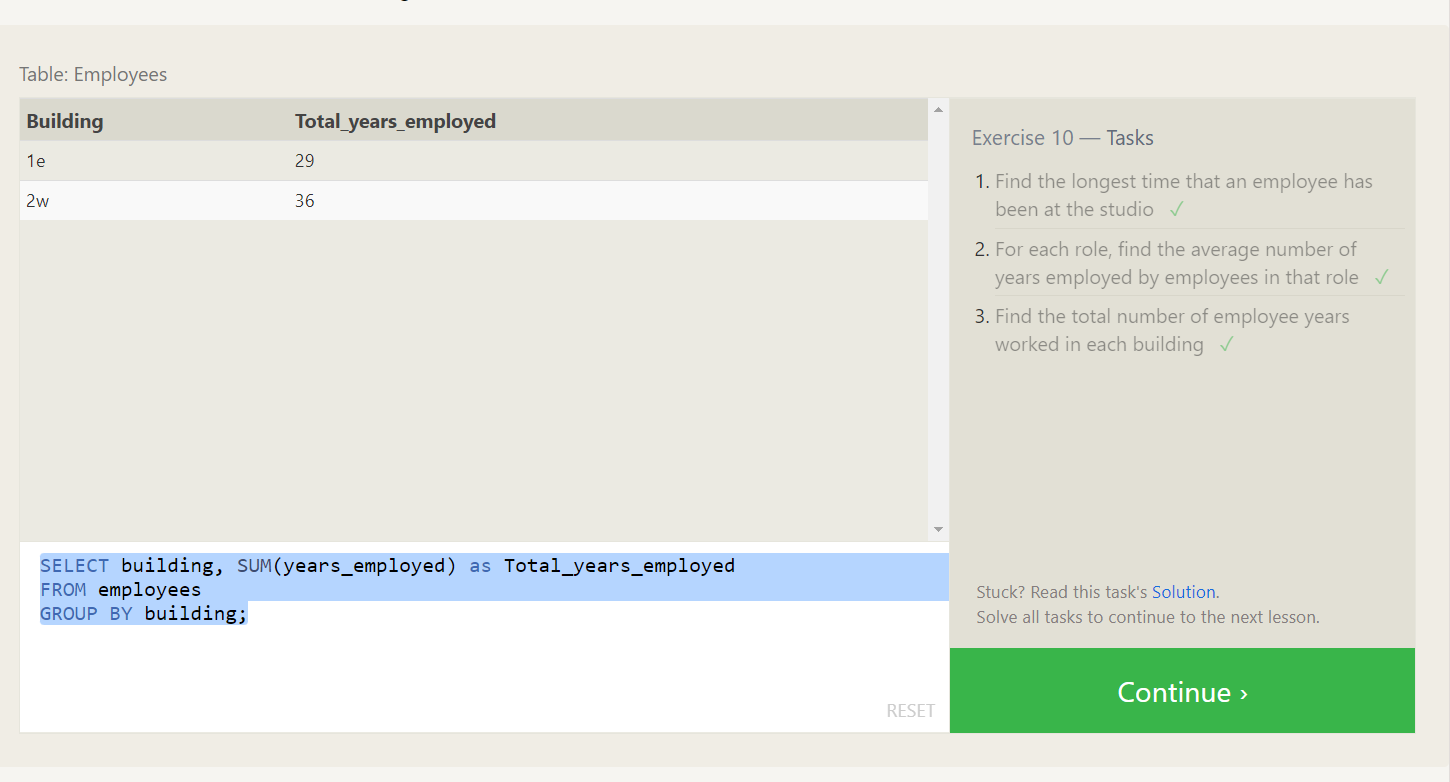 Table: Employees
Building Total_years_employed
1e 29
2w 36
SELECT building, SUM(years_employed) as Total_years_employed
FROM employees
GROUP BY building;
RESET
Exercise 10 — Tasks
1. Find the longest time that an employee has
been at the studio ✓
2. For each role, find the average number of
years employed by employees in that role ✓
3. Find the total number of employee years
worked in each building ✓
Stuck? Read this task's Solution.
Solve all tasks to continue to the next lesson.
Continue ›